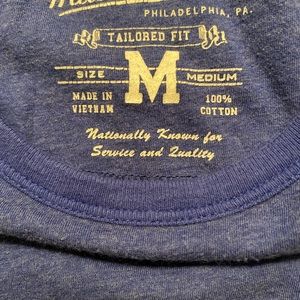 PHILADELPHIA, PA.
TAILORED FIT
SIZE M MEDIUM
MADE IN VIETNAM
100% COTTON
Nationally Known for
Service and Quality